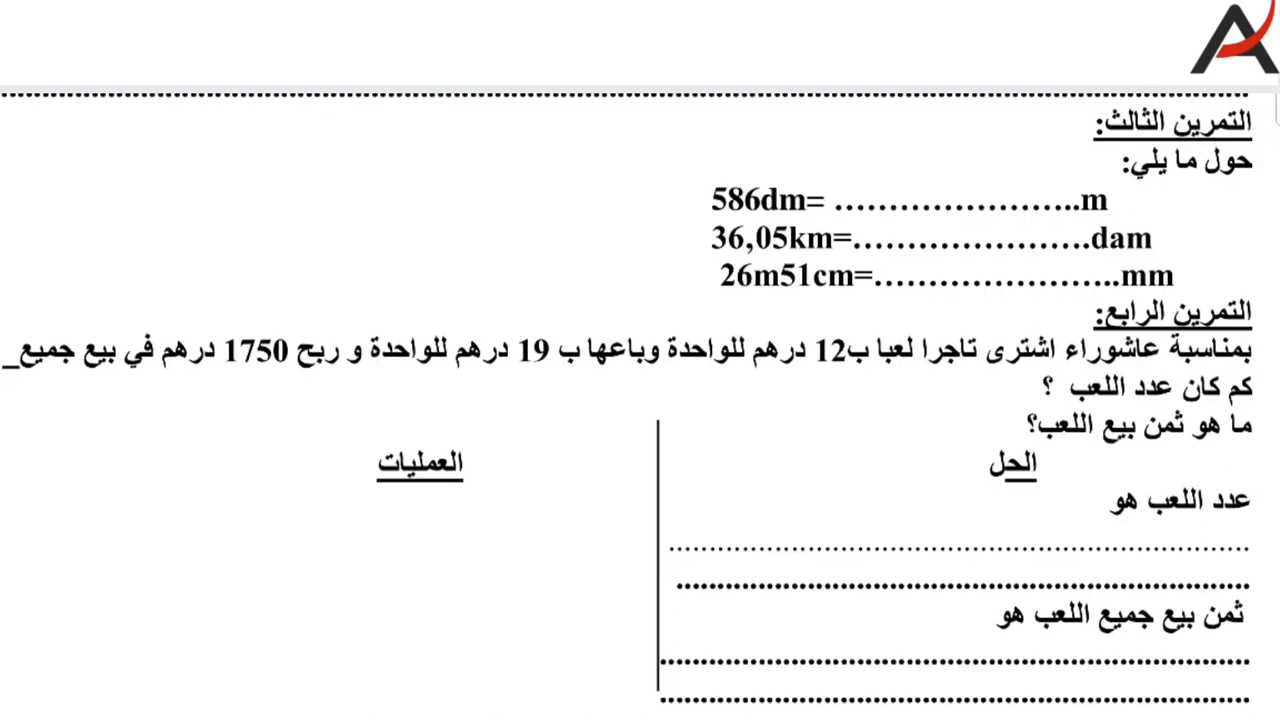 التمرين الثالث:
حول ما يلي:
586dm= ……………………..m
36,05km=………………….dam
26m51cm=…………………..mm
التمرين الرابع:
بمناسبة عاشوراء اشترى تاجرا لعبا ب12 درهم للواحدة وباعها ب 19 درهم للواحدة و ربح 1750 درهم في بيع جميع_
كم كان عدد اللعب ؟
ما هو ثمن بيع اللعب؟
الحل
العمليات
عدد اللعب هو
ثمن بيع جميع اللعب هو